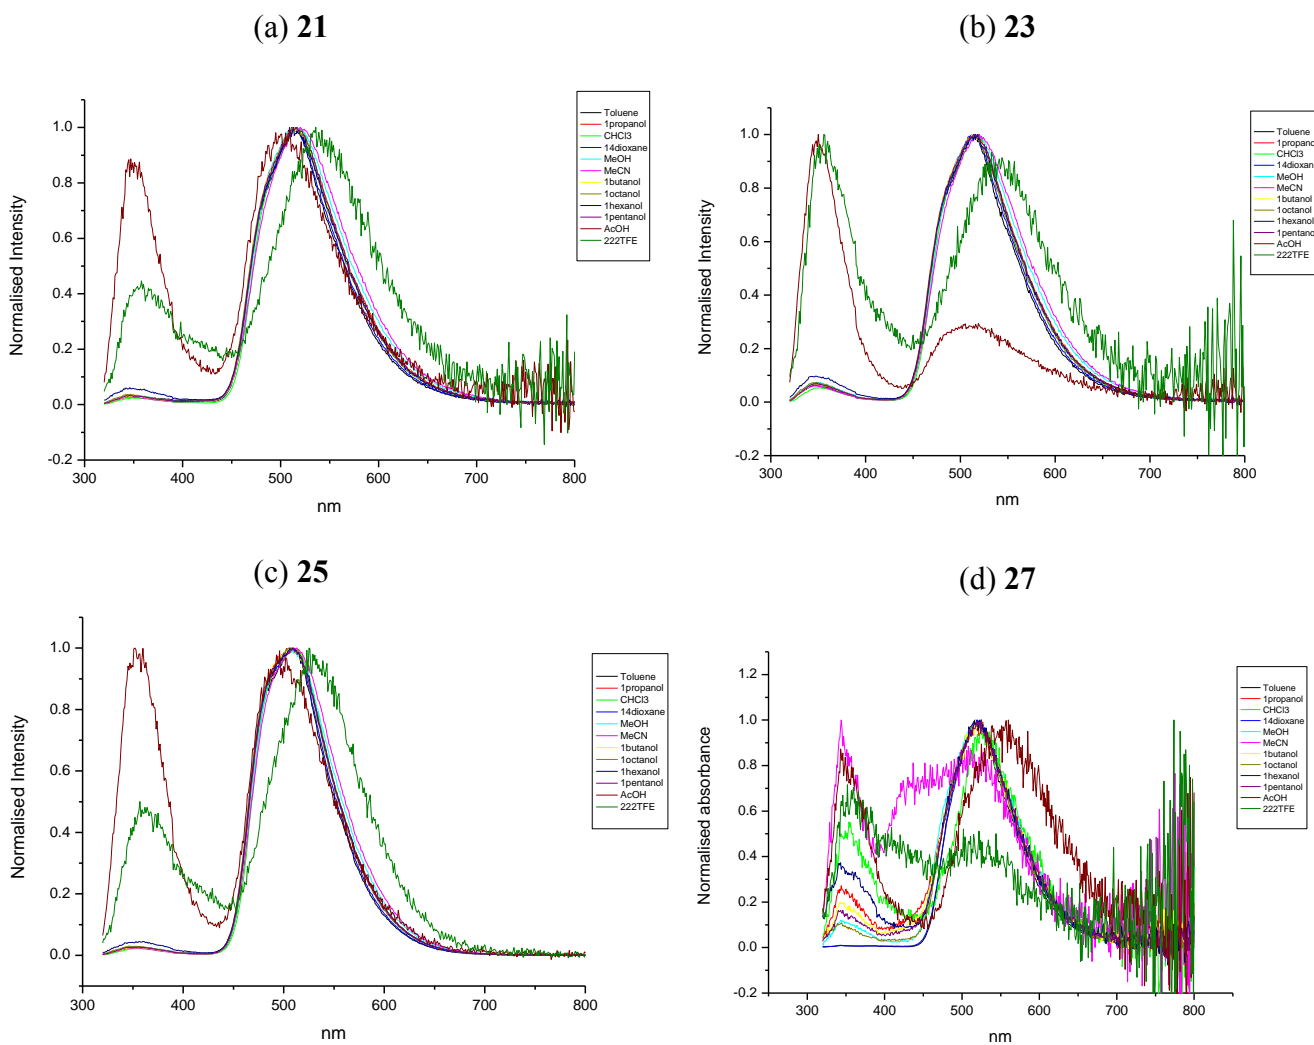 (a) 21
Normalised Intensity
1.0
0.8
0.6
0.4
0.2
0.0
-0.2
300
400
500
600
700
800
nm
Toluene
1propanol
CHCl3
14dioxane
MeOH
MeCN
1butanol
1octanol
1hexanol
1pentanol
AcOH
222TFE
(b) 23
Normalised Intensity
1.0
0.8
0.6
0.4
0.2
0.0
-0.2
300
400
500
600
700
800
nm
Toluene
1propanol
CHCl3
14dioxane
MeOH
MeCN
1butanol
1octanol
1hexanol
1pentanol
AcOH
222TFE
(c) 25
Normalised Intensity
1.0
0.8
0.6
0.4
0.2
0.0
300
400
500
600
700
800
nm
Toluene
1propanol
CHCl3
14dioxane
MeOH
MeCN
1butanol
1octanol
1hexanol
1pentanol
AcOH
222TFE
(d) 27
Normalised absorbance
1.2
1.0
0.8
0.6
0.4
0.2
0.0
-0.2
300
400
500
600
700
800
nm
Toluene
1propanol
CHCl3
14dioxane
MeOH
MeCN
1butanol
1octanol
1hexanol
1pentanol
AcOH
222TFE